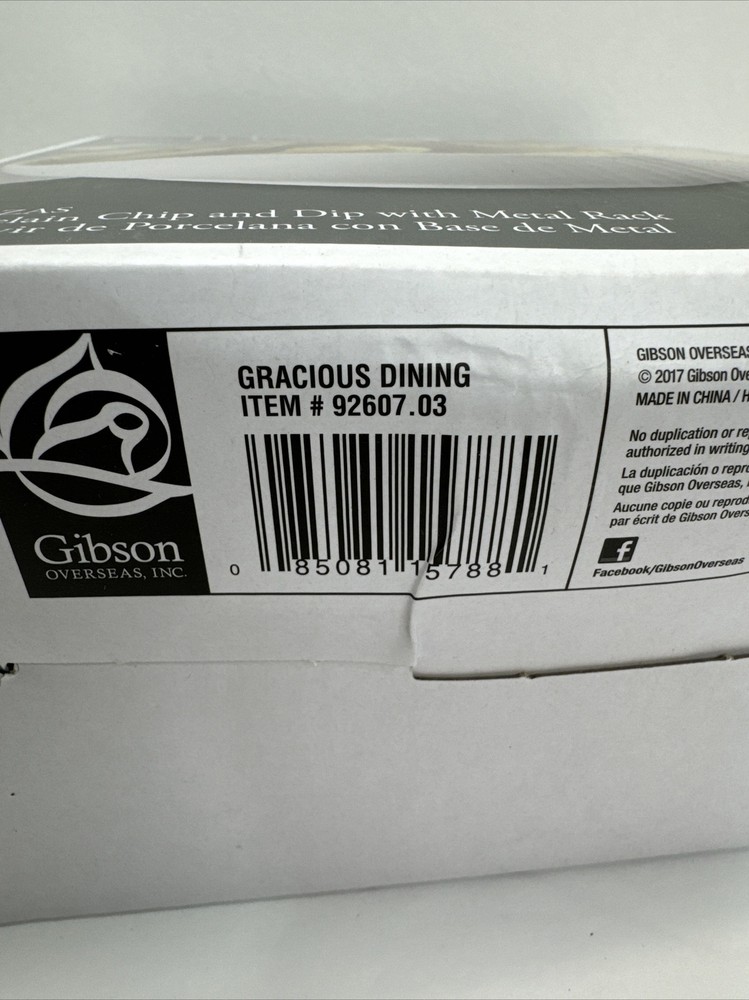 ZAS
Chip and Dip with Metal Rack
de Porcelana con Base de Metal
GRACIOUS DINING
ITEM # 92607.03
0 85081 15788 1
Gibson
OVERSEAS, INC.
GIBSON OVERSEAS
© 2017 Gibson
MADE IN CHINA /
No duplication or
authorized in writing
La duplicación o
que Gibson Overseas,
Aucune copie ou
par écrit de Gibson
f
Facebook/GibsonOverseas